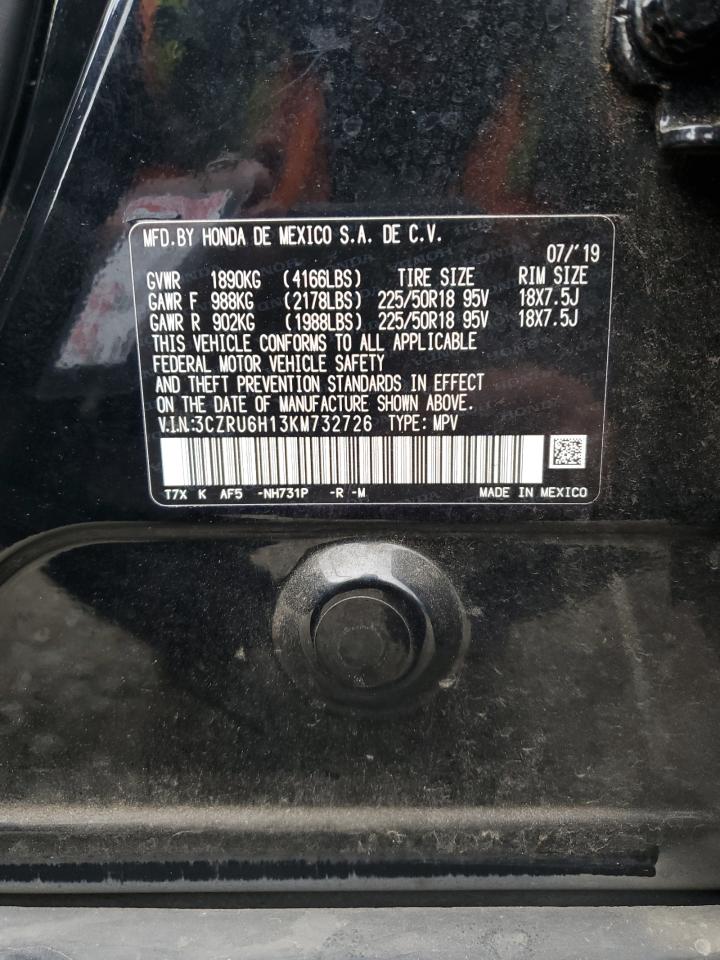 MFD.BY HONDA DE MEXICO S.A. DE C.V.
07/'19
GVWR 1890KG (4166LBS) TIRE SIZE RIM SIZE
GAWR F 988KG (2178LBS) 225/50R18 95V 18X7.5J
GAWR R 902KG (1988LBS) 225/50R18 95V 18X7.5J
THIS VEHICLE CONFORMS TO ALL APPLICABLE
FEDERAL MOTOR VEHICLE SAFETY
AND THEFT PREVENTION STANDARDS IN EFFECT
ON THE DATE OF MANUFACTURE SHOWN ABOVE.
V.I.N.:3CZRU6H13KM732726 TYPE: MPV
T7X K AF5 -NH731P -R -M MADE IN MEXICO